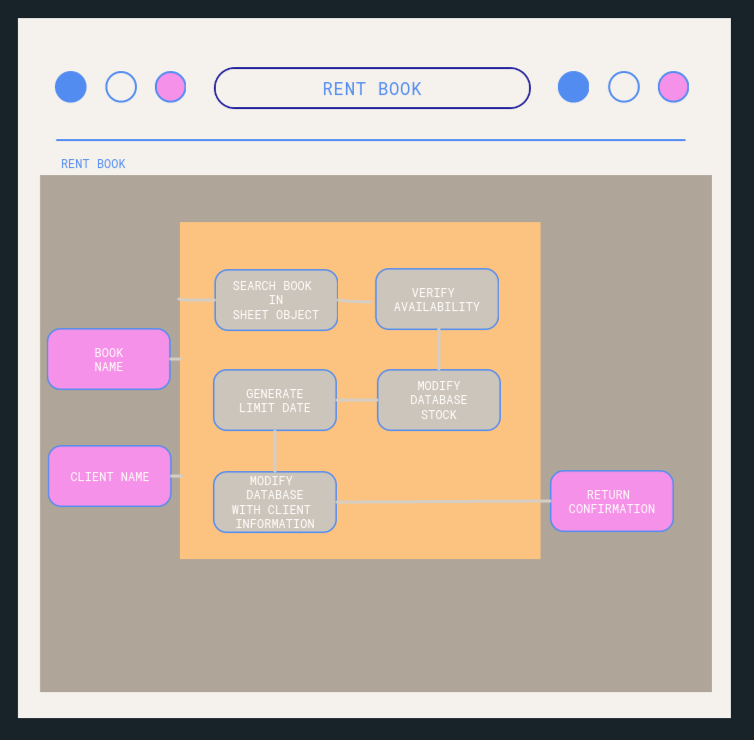 RENT BOOK
RENT BOOK
SEARCH BOOK
IN
SHEET OBJECT
VERIFY
AVAILABILITY
BOOK
NAME
GENERATE
LIMIT DATE
MODIFY
DATABASE
STOCK
CLIENT NAME
MODIFY
DATABASE
WITH CLIENT
INFORMATION
RETURN
CONFIRMATION